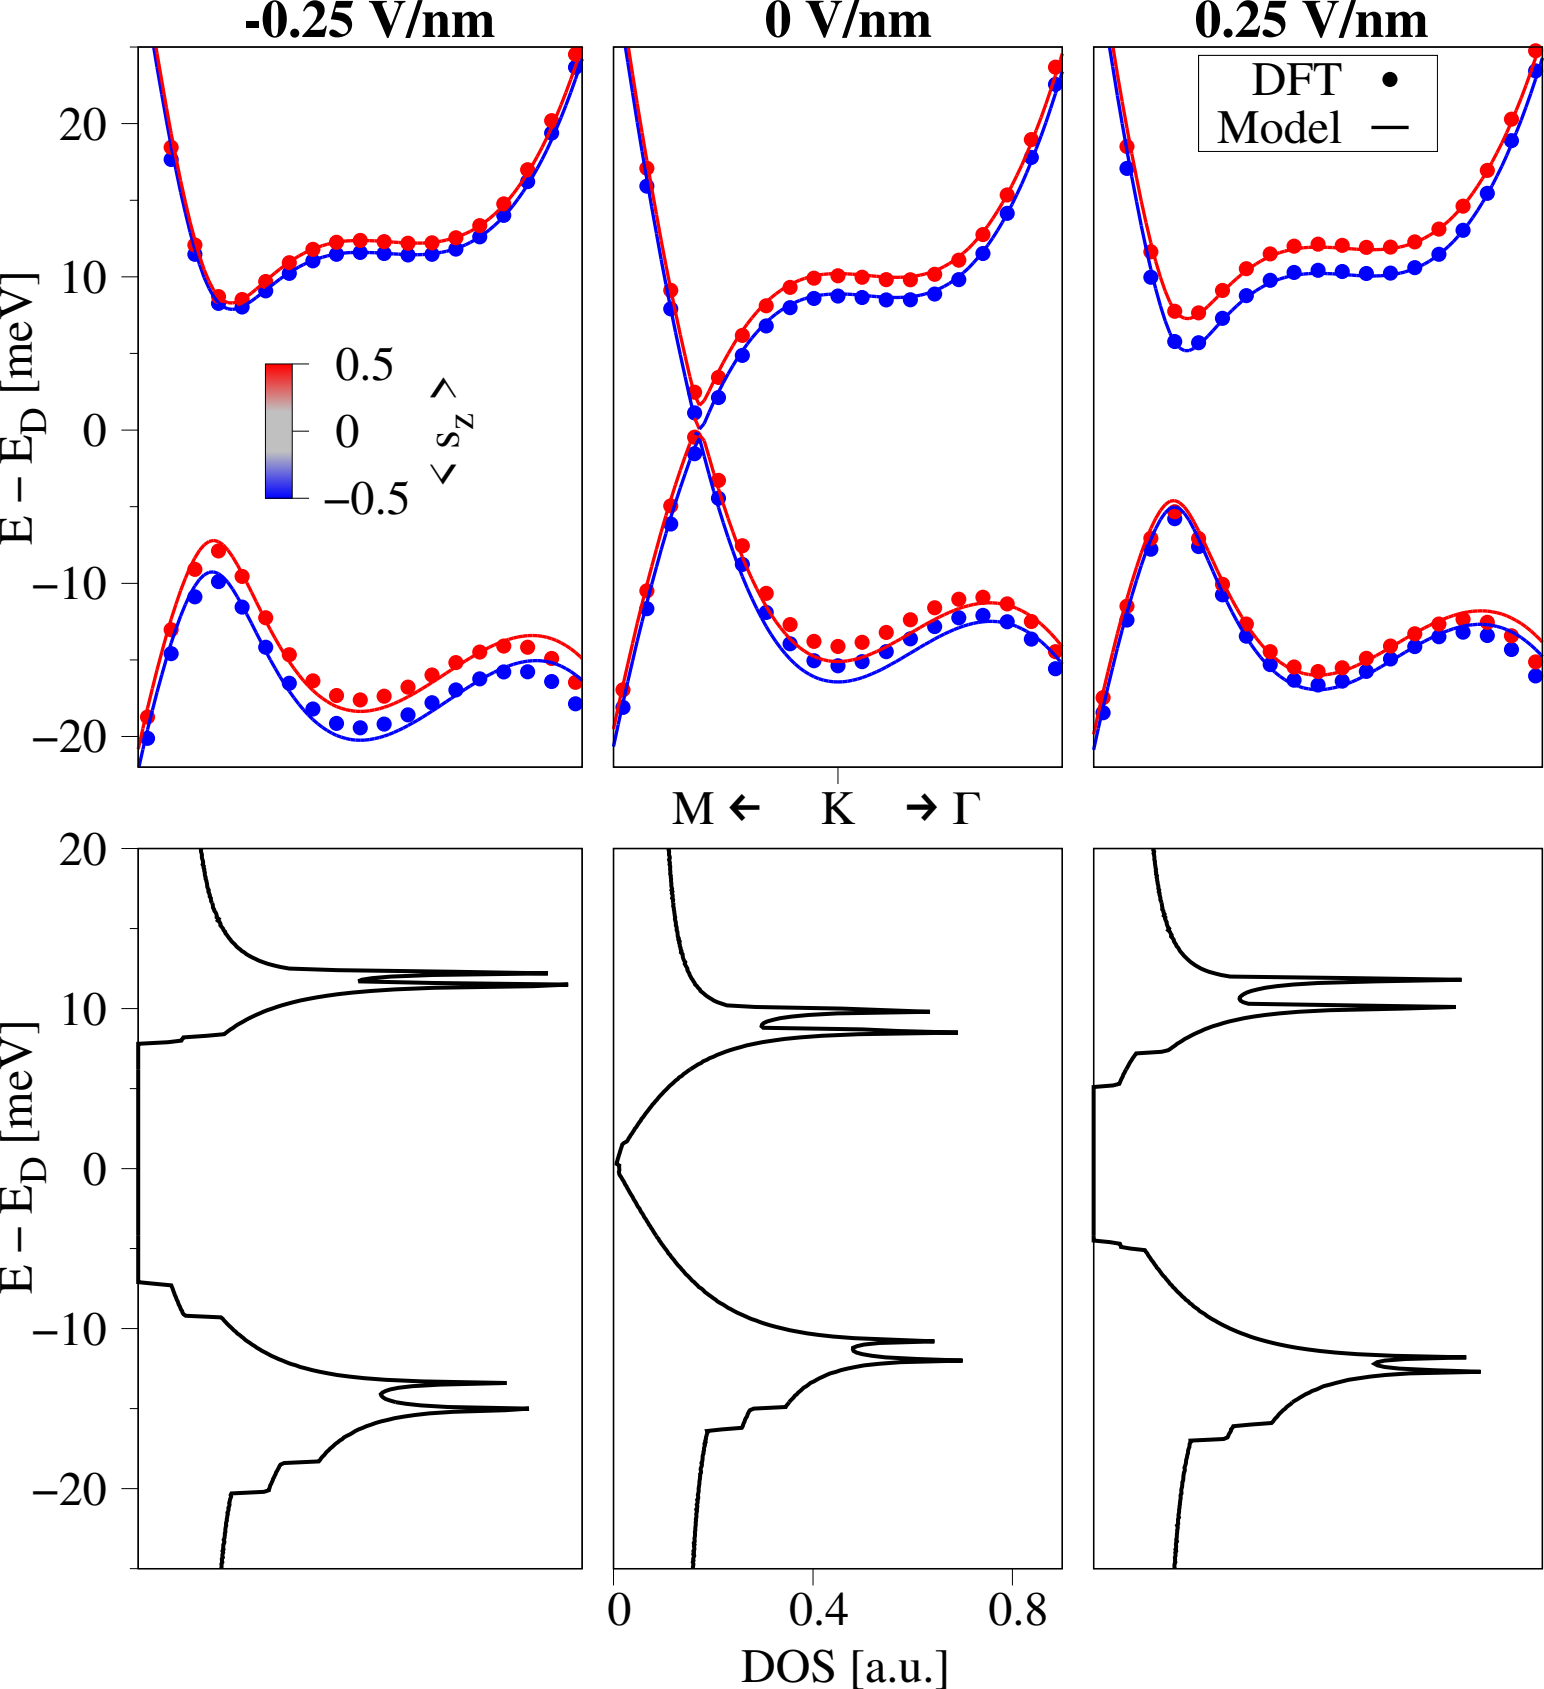 -0.25 V/nm 0 V/nm 0.25 V/nm
DFT
Model
20
10
0
−10
−20
E − E_D [meV]
0.5
0
−0.5
< s_z >
M ← K → Γ
20
10
0
−10
−20
E − E_D [meV]
0 0.4 0.8
DOS [a.u.]